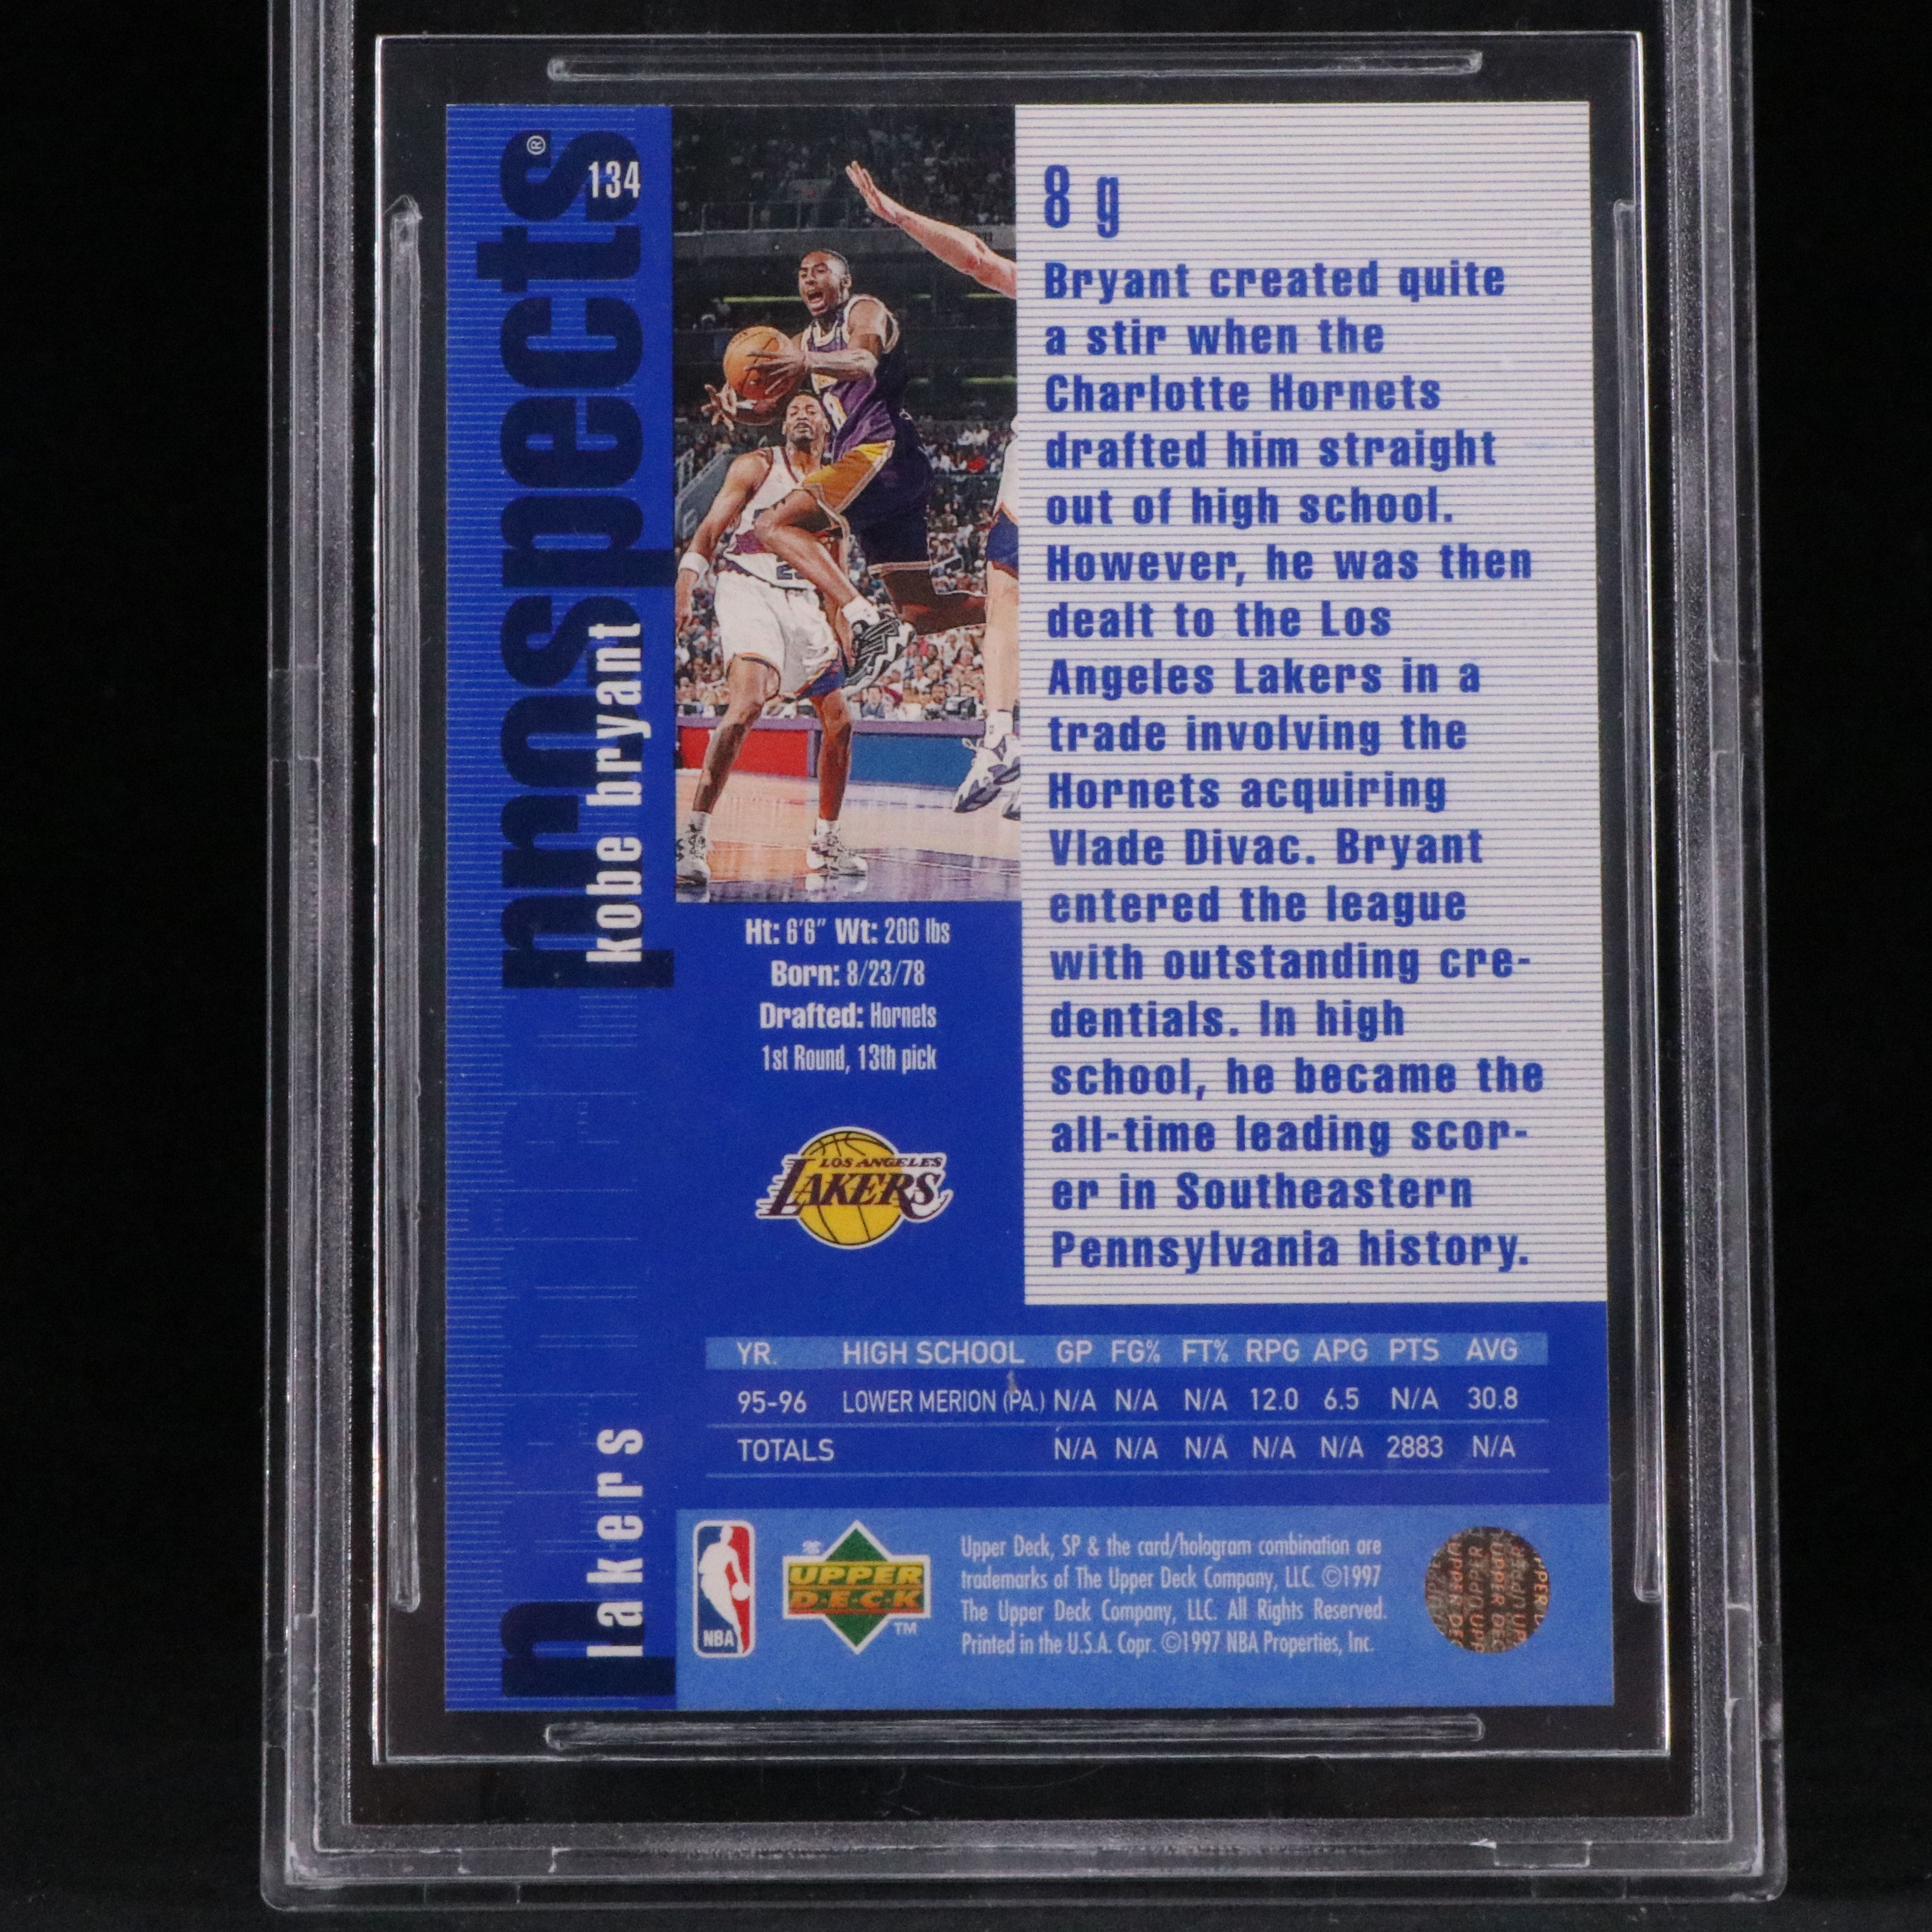 prospects®
134
kobe bryant
lakers
p
8 g
Bryant created quite
a stir when the
Charlotte Hornets
drafted him straight
out of high school.
However, he was then
dealt to the Los
Angeles Lakers in a
trade involving the
Hornets acquiring
Vlade Divac. Bryant
entered the league
with outstanding cre-
dentials. In high
school, he became the
all-time leading scor-
er in Southeastern
Pennsylvania history.
Ht: 6'6" Wt: 200 lbs
Born: 8/23/78
Drafted: Hornets
1st Round, 13th pick
LOS ANGELES
LAKERS
YR. HIGH SCHOOL GP FG% FT% RPG APG PTS AVG
95-96 LOWER MERION (PA.) N/A N/A N/A 12.0 6.5 N/A 30.8
TOTALS N/A N/A N/A N/A N/A 2883 N/A
NBA
UPPER
D·E·C·K
TM
Upper Deck, SP & the card/hologram combination are
trademarks of The Upper Deck Company, LLC. ©1997
The Upper Deck Company, LLC. All Rights Reserved.
Printed in the U.S.A. Copr. ©1997 NBA Properties, Inc.